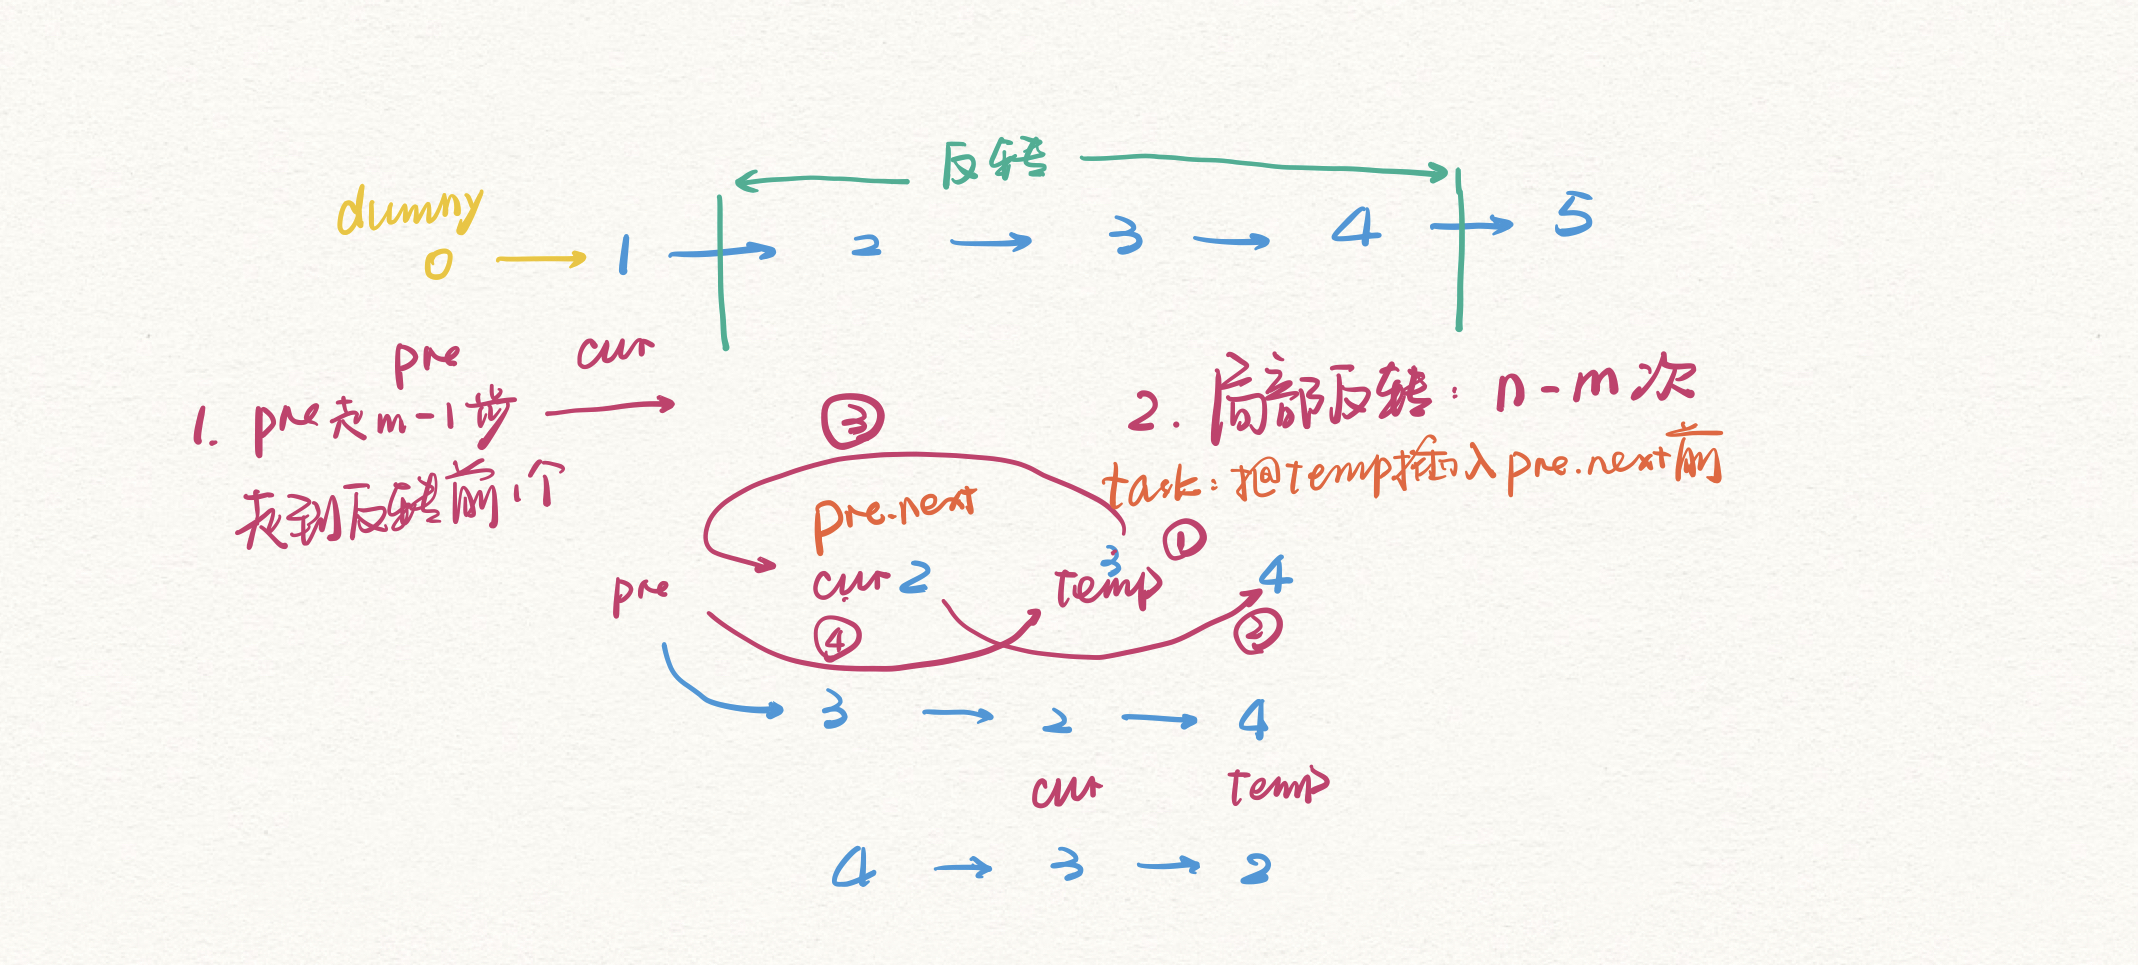 反转
dummy
0 → 1 → 2 → 3 → 4 → 5
pre cur
1. pre走m-1步
找到反转前1个
2. 局部反转: n-m次
task: 把temp插入pre.next前
③
pre.next
①
pre cur 2 temp 3 4
④ ②
3 → 2 → 4
cur temp
4 → 3 → 2